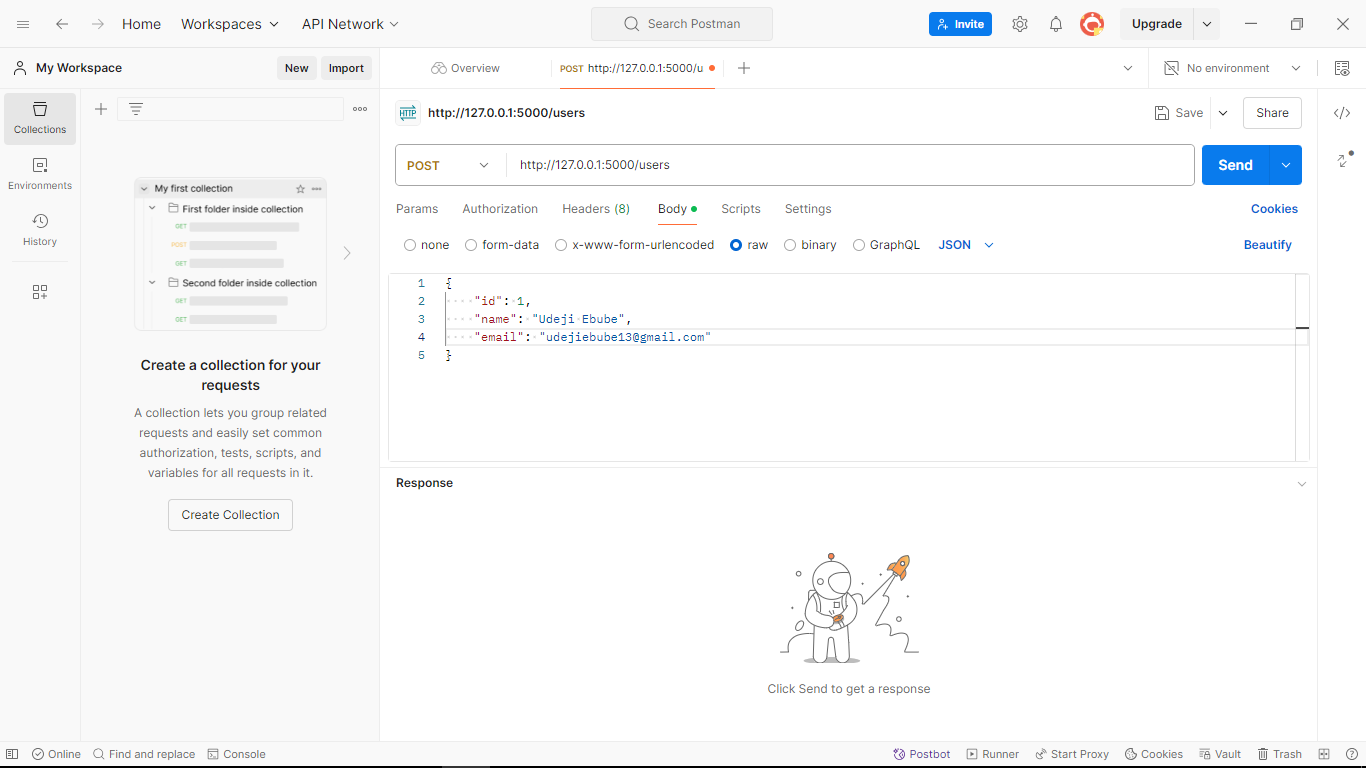 Home Workspaces API Network Search Postman Invite Upgrade
My Workspace New Import Overview POST http://127.0.0.1:5000/u No environment
Collections
Environments
History
My first collection
First folder inside collection
GET
POST
GET
Second folder inside collection
GET
GET
Create a collection for your
requests
A collection lets you group related
requests and easily set common
authorization, tests, scripts, and
variables for all requests in it.
Create Collection
HTTP http://127.0.0.1:5000/users Save Share
POST http://127.0.0.1:5000/users Send
Params Authorization Headers (8) Body Scripts Settings Cookies
none form-data x-www-form-urlencoded raw binary GraphQL JSON Beautify
1 {
2 "id": 1,
3 "name": "Udeji Ebube",
4 "email": "udejiebube13@gmail.com"
5 }
Response
Click Send to get a response
Online Find and replace Console Postbot Runner Start Proxy Cookies Vault Trash